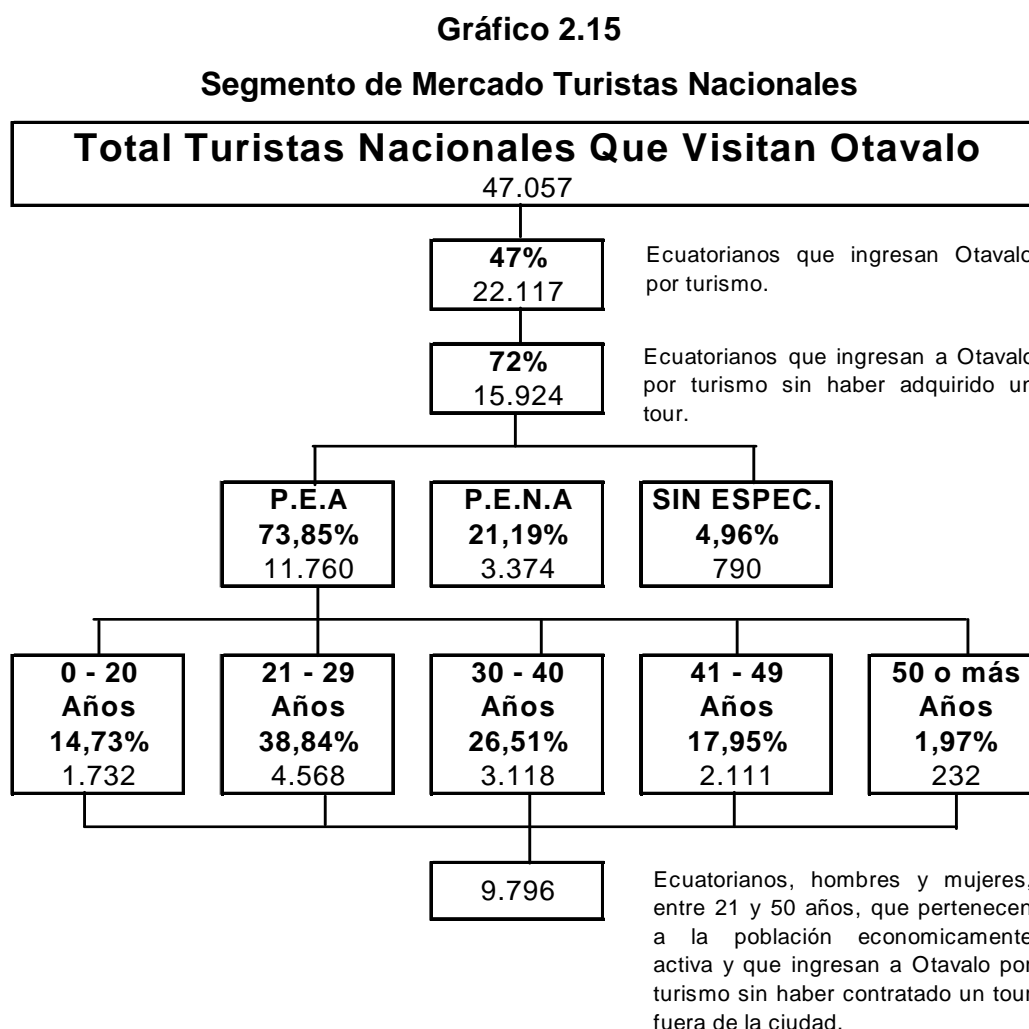 Gráfico 2.15
Segmento de Mercado Turistas Nacionales
Total Turistas Nacionales Que Visitan Otavalo
47.057
47%
22.117
Ecuatorianos que ingresan Otavalo
por turismo.
72%
15.924
Ecuatorianos que ingresan a Otavalo
por turismo sin haber adquirido un
tour.
P.E.A
73,85%
11.760
P.E.N.A
21,19%
3.374
SIN ESPEC.
4,96%
790
0 - 20
Años
14,73%
1.732
21 - 29
Años
38,84%
4.568
30 - 40
Años
26,51%
3.118
41 - 49
Años
17,95%
2.111
50 o más
Años
1,97%
232
9.796
Ecuatorianos, hombres y mujeres,
entre 21 y 50 años, que pertenecen
a la población economicamente
activa y que ingresan a Otavalo por
turismo sin haber contratado un tour
fuera de la ciudad.